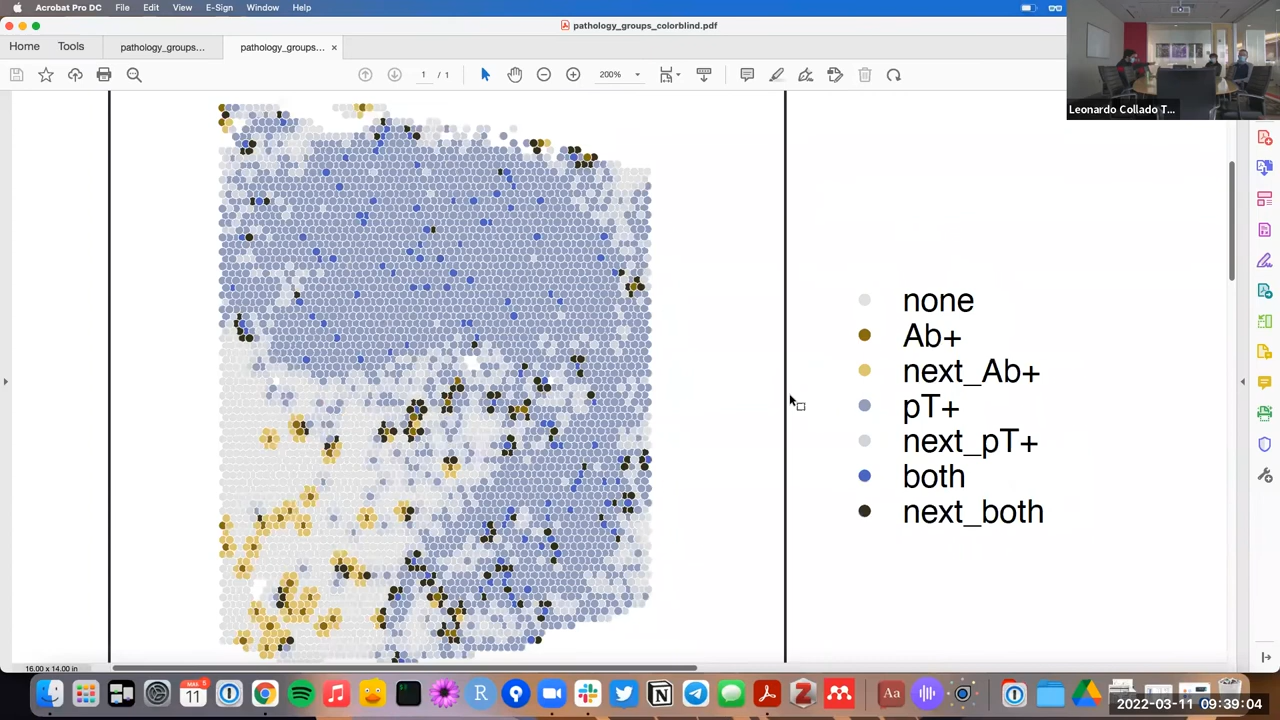 Acrobat Pro DC File Edit View E-Sign Window Help
pathology_groups_colorblind.pdf
Home Tools pathology_groups... pathology_groups... ×
1 / 1 200%
Leonardo Collado T...
none
Ab+
next_Ab+
pT+
next_pT+
both
next_both
16.00 x 14.00 in
MAR
11
R
Aa
2022-03-11 09:39:04